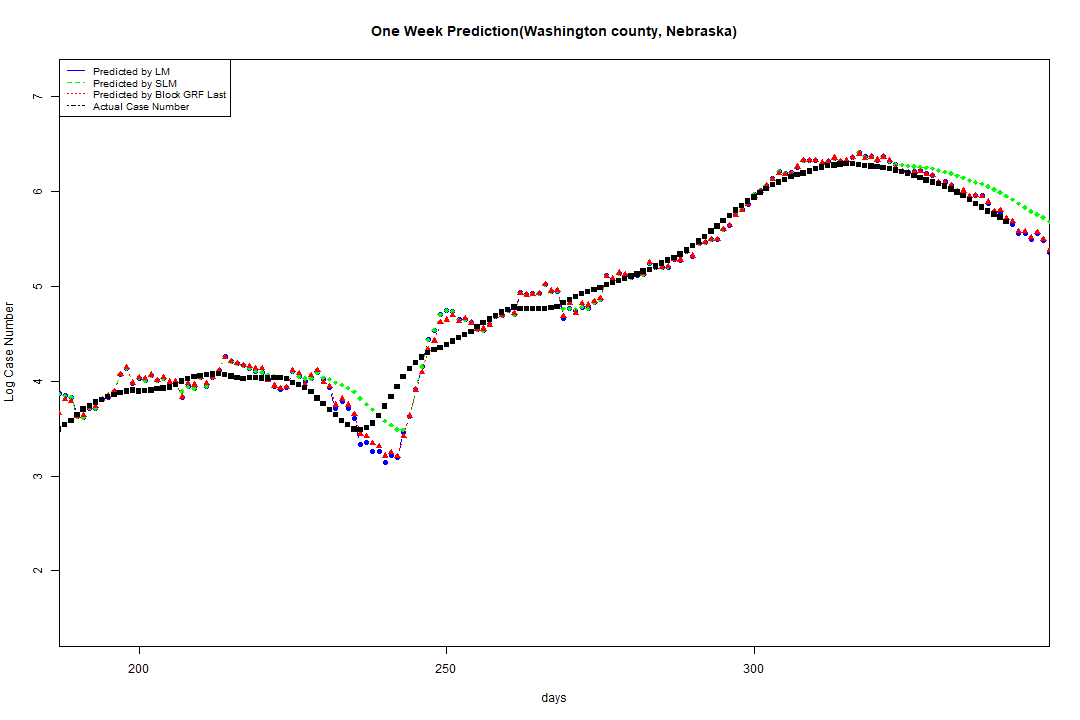 One Week Prediction(Washington county, Nebraska)
Predicted by LM
Predicted by SLM
Predicted by Block GRF Last
Actual Case Number
7
6
5
4
3
2
Log Case Number
200 250 300
days